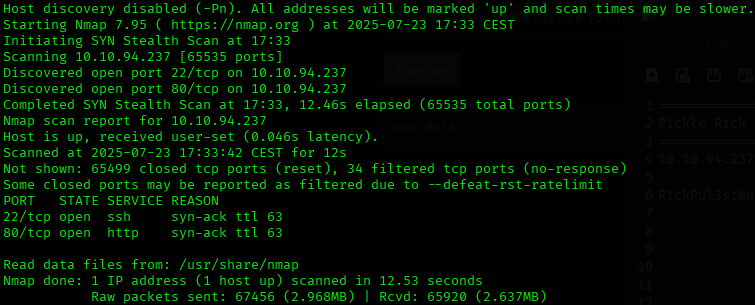 Host discovery disabled (-Pn). All addresses will be marked 'up' and scan times may be slower.
Starting Nmap 7.95 ( https://nmap.org ) at 2025-07-23 17:33 CEST
Initiating SYN Stealth Scan at 17:33
Scanning 10.10.94.237 [65535 ports]
Discovered open port 22/tcp on 10.10.94.237
Discovered open port 80/tcp on 10.10.94.237
Completed SYN Stealth Scan at 17:33, 12.46s elapsed (65535 total ports)
Nmap scan report for 10.10.94.237
Host is up, received user-set (0.046s latency).
Scanned at 2025-07-23 17:33:42 CEST for 12s
Not shown: 65499 closed tcp ports (reset), 34 filtered tcp ports (no-response)
Some closed ports may be reported as filtered due to --defeat-rst-ratelimit
PORT   STATE SERVICE REASON
22/tcp open  ssh     syn-ack ttl 63
80/tcp open  http    syn-ack ttl 63
Read data files from: /usr/share/nmap
Nmap done: 1 IP address (1 host up) scanned in 12.53 seconds
Raw packets sent: 67456 (2.968MB) | Rcvd: 65920 (2.637MB)
Execute
www-data
Archivo Editar
1
2 Pickle Rick
3
4 10.10.94.237
5
6 R1ckRul3s
7
8
9
10
11
12